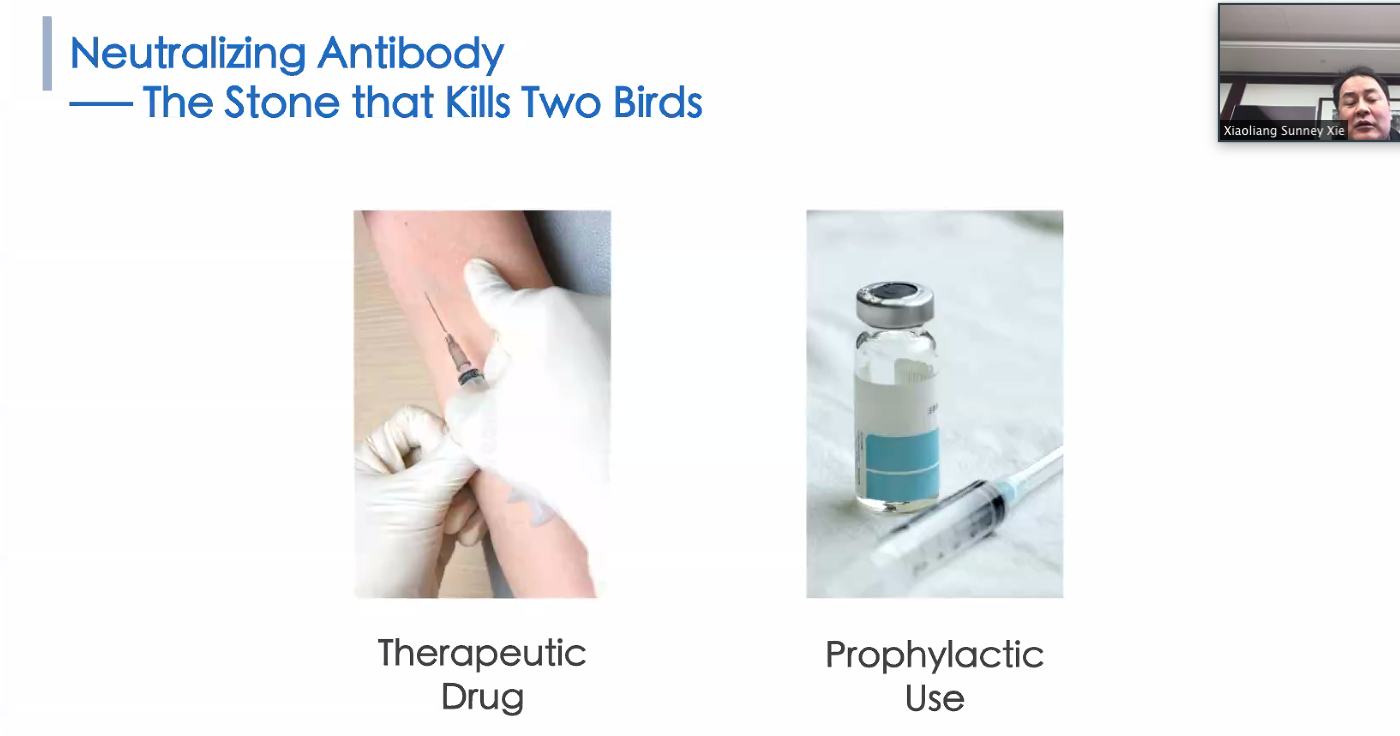 Neutralizing Antibody
—— The Stone that Kills Two Birds
Xiaoliang Sunney Xie
Therapeutic
Drug
Prophylactic
Use